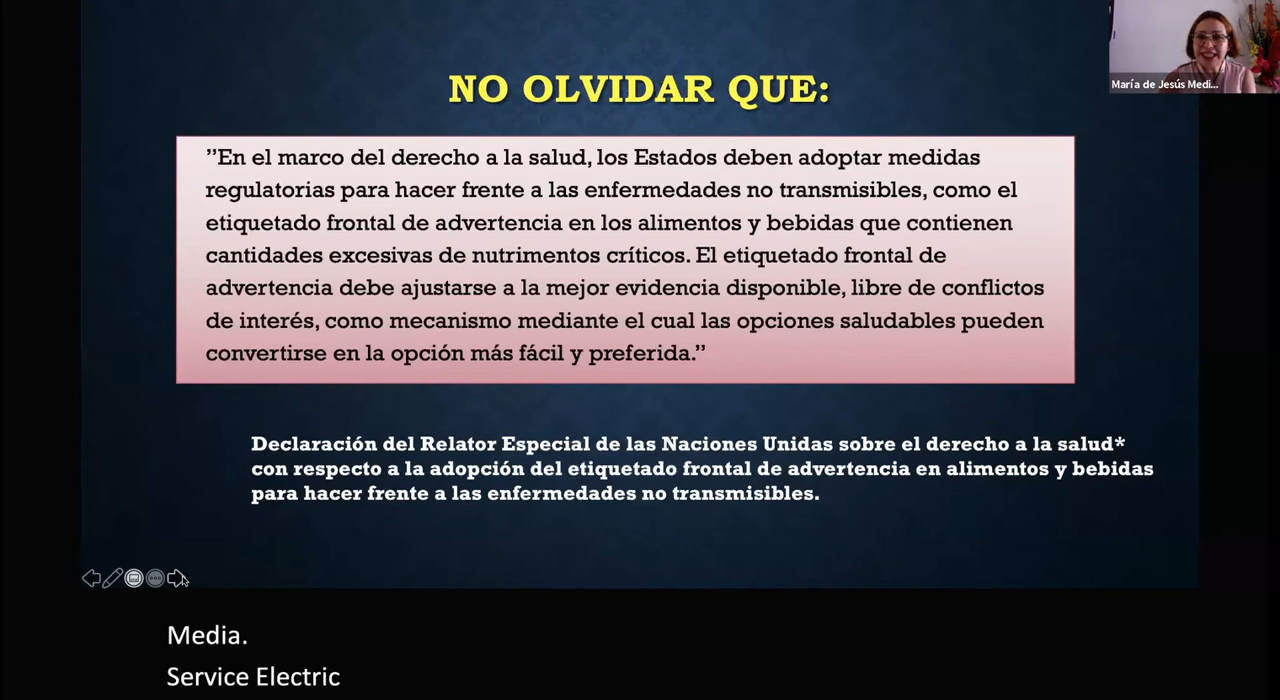 NO OLVIDAR QUE:
María de Jesús Medi...
”En el marco del derecho a la salud, los Estados deben adoptar medidas
regulatorias para hacer frente a las enfermedades no transmisibles, como el
etiquetado frontal de advertencia en los alimentos y bebidas que contienen
cantidades excesivas de nutrimentos críticos. El etiquetado frontal de
advertencia debe ajustarse a la mejor evidencia disponible, libre de conflictos
de interés, como mecanismo mediante el cual las opciones saludables pueden
convertirse en la opción más fácil y preferida.”
Declaración del Relator Especial de las Naciones Unidas sobre el derecho a la salud*
con respecto a la adopción del etiquetado frontal de advertencia en alimentos y bebidas
para hacer frente a las enfermedades no transmisibles.
Media.
Service Electric